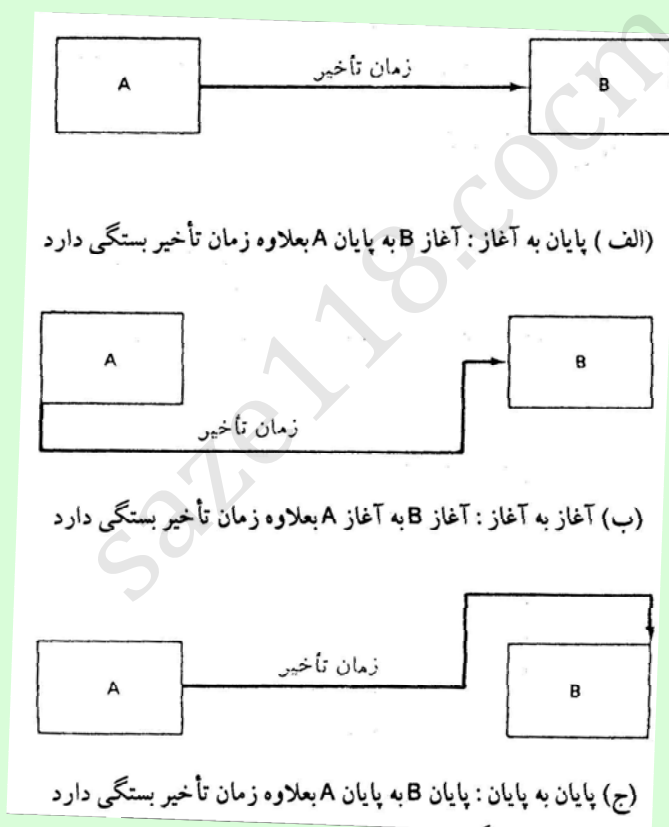 زمان تأخیر
A
B
(الف) پایان به آغاز : آغاز B به پایان A بعلاوه زمان تأخیر بستگی دارد
A
B
زمان تأخیر
(ب) آغاز به آغاز : آغاز B به آغاز A بعلاوه زمان تأخیر بستگی دارد
زمان تأخیر
A
B
(ج) پایان به پایان : پایان B به پایان A بعلاوه زمان تأخیر بستگی دارد
saze118.cocm